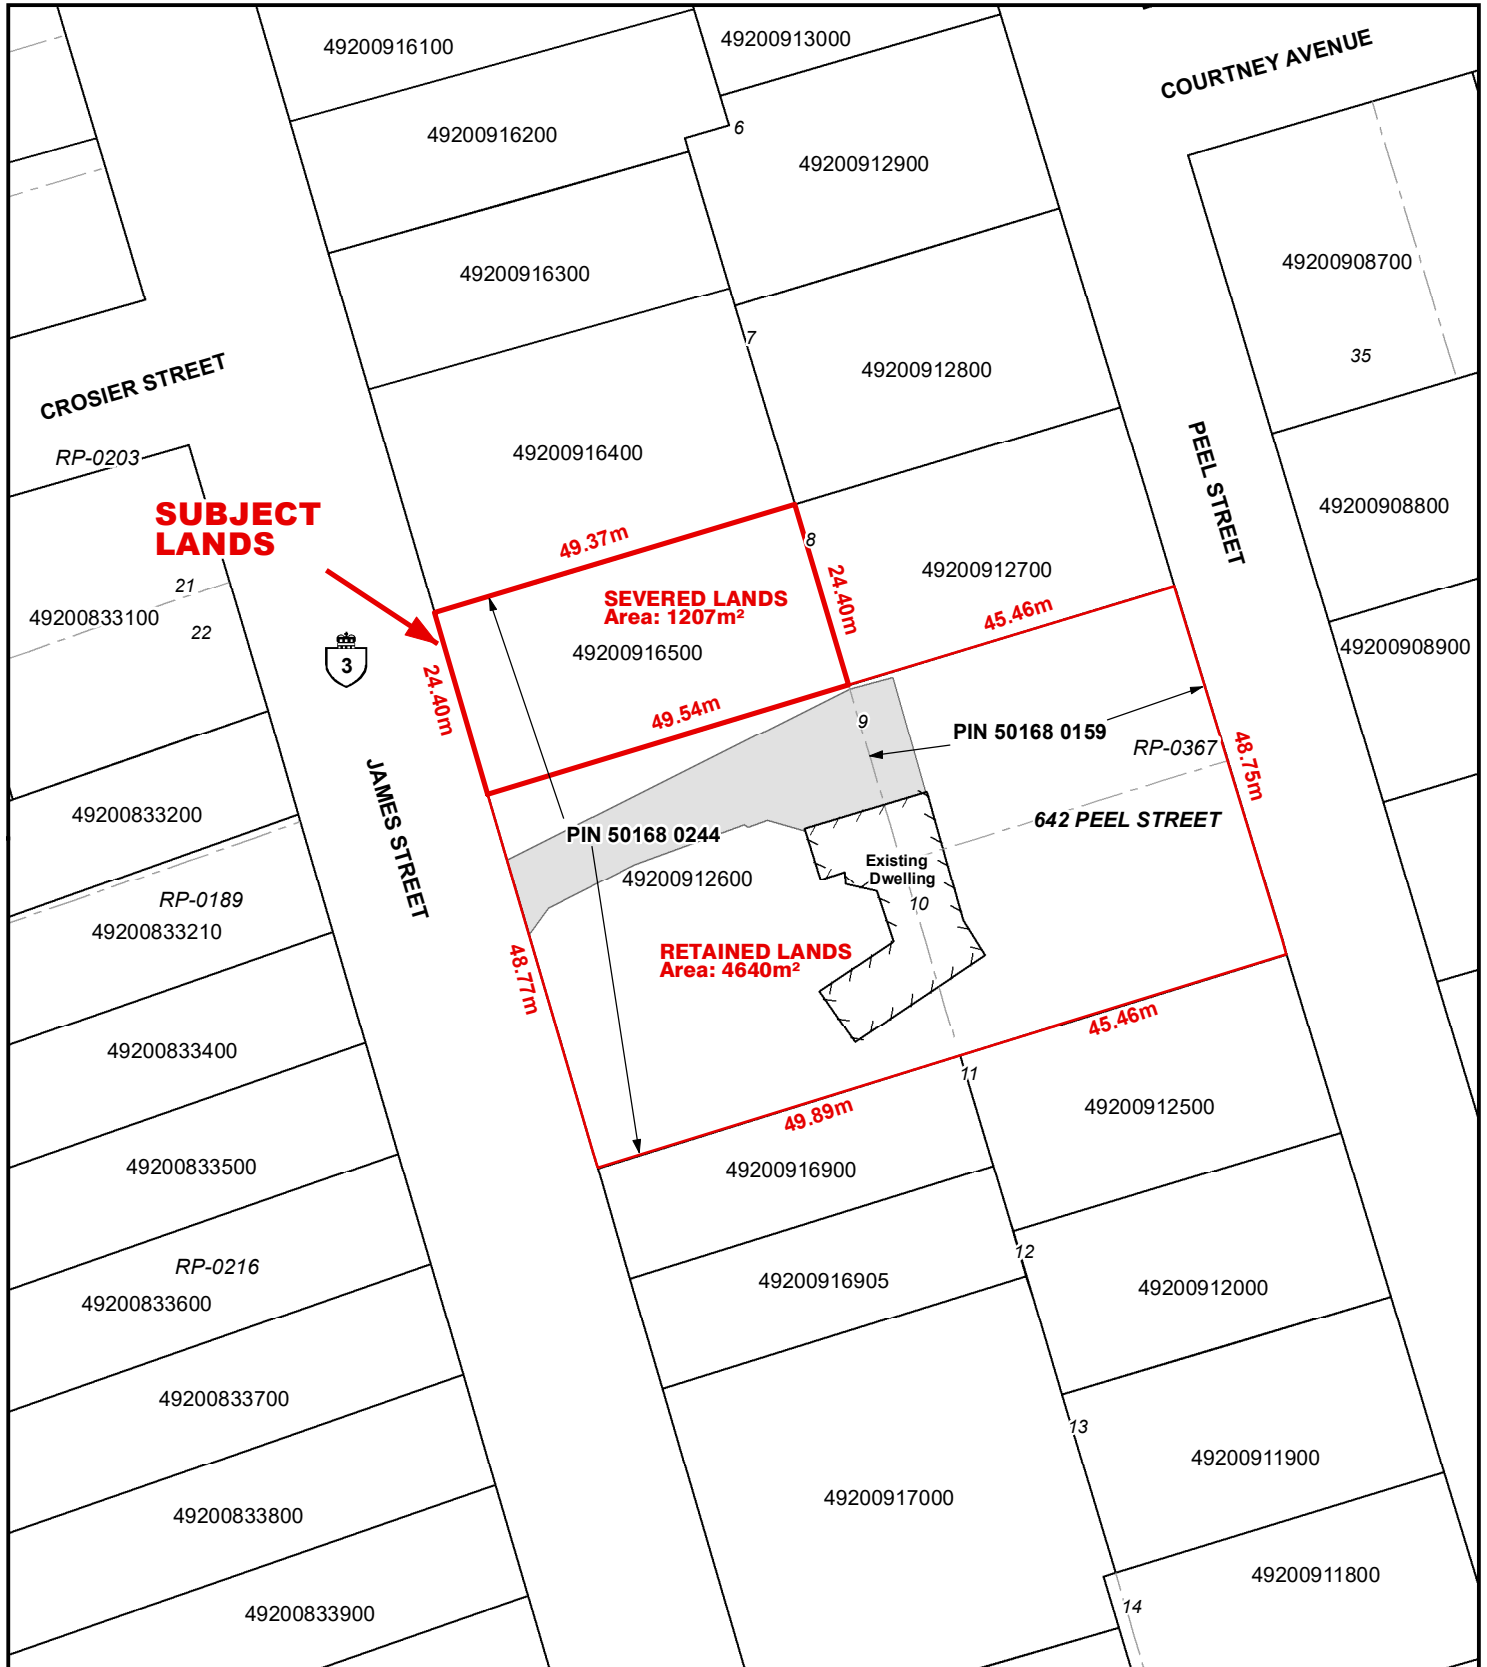 49200916100
49200913000
COURTNEY AVENUE
49200916200
6
49200912900
49200916300
49200908700
7
49200912800
35
CROSIER STREET
RP-0203
49200916400
PEEL STREET
49200908800
SUBJECT
LANDS
49.37m
8
24.40m
49200912700
21
49200833100
22
SEVERED LANDS
Area: 1207m²
45.46m
3
49200916500
49200908900
24.40m
49.54m
9
PIN 50168 0159
RP-0367
48.75m
JAMES STREET
49200833200
PIN 50168 0244
642 PEEL STREET
Existing
Dwelling
49200912600
RP-0189
10
49200833210
RETAINED LANDS
Area: 4640m²
48.77m
45.46m
49200833400
11
49.89m
49200912500
49200833500
49200916900
RP-0216
12
49200916905
49200912000
49200833600
49200833700
13
49200911900
49200917000
49200833800
49200911800
49200833900
14